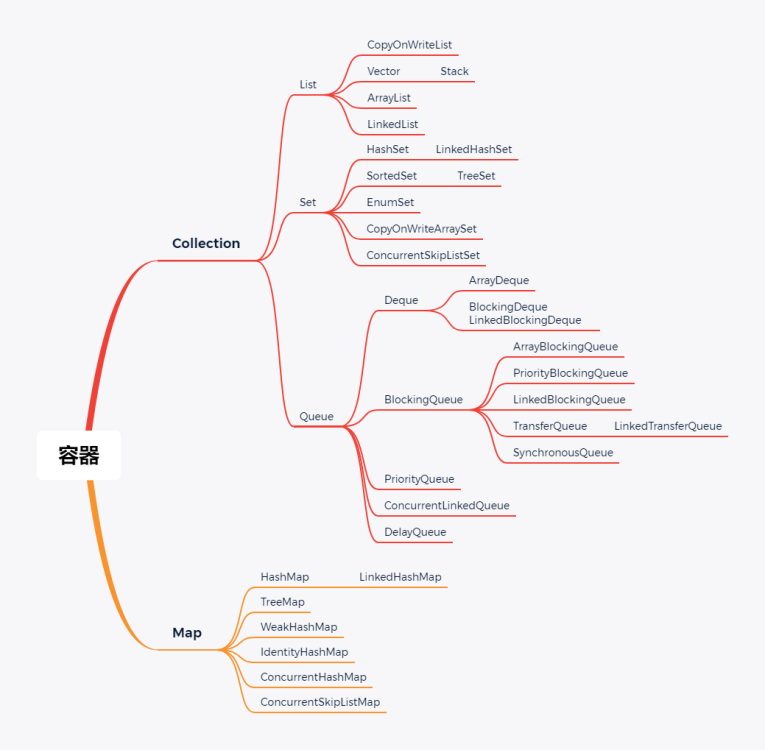 CopyOnWriteList
List
Vector Stack
ArrayList
LinkedList
HashSet LinkedHashSet
SortedSet TreeSet
Set
EnumSet
CopyOnWriteArraySet
Collection
ConcurrentSkipListSet
ArrayDeque
Deque
BlockingDeque
LinkedBlockingDeque
ArrayBlockingQueue
PriorityBlockingQueue
BlockingQueue
LinkedBlockingQueue
Queue
TransferQueue LinkedTransferQueue
SynchronousQueue
容器
PriorityQueue
ConcurrentLinkedQueue
DelayQueue
HashMap LinkedHashMap
TreeMap
WeakHashMap
Map
IdentityHashMap
ConcurrentHashMap
ConcurrentSkipListMap